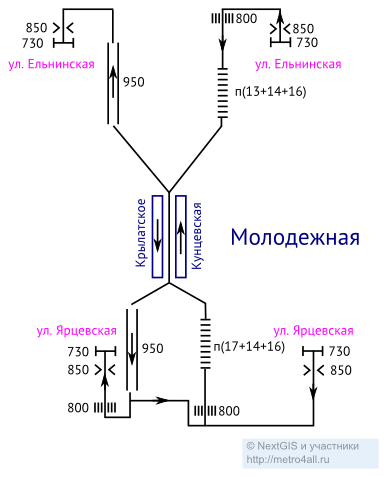 850
730
ул. Ельнинская
950
800
850
730
ул. Ельнинская
п(13+14+16)
Крылатское
Кунцевская
Молодежная
ул. Ярцевская
730
850
800
950
п(17+14+16)
800
ул. Ярцевская
730
850
© NextGIS и участники
http://metro4all.ru